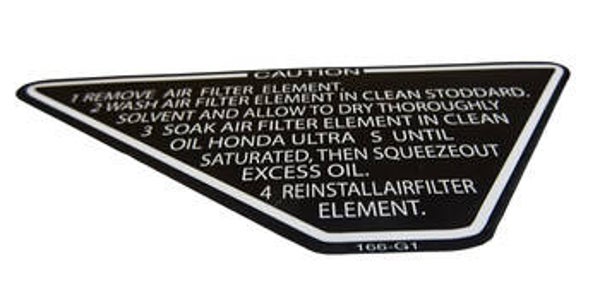 CAUTION
1 REMOVE AIR FILTER ELEMENT.
2 WASH AIR FILTER ELEMENT IN CLEAN STODDARD.
SOLVENT AND ALLOW TO DRY THOROUGHLY
3 SOAK AIR FILTER ELEMENT IN CLEAN
OIL HONDA ULTRA S UNTIL
SATURATED, THEN SQUEEZEOUT
EXCESS OIL.
4 REINSTALLAIRFILTER
ELEMENT.
166-G1